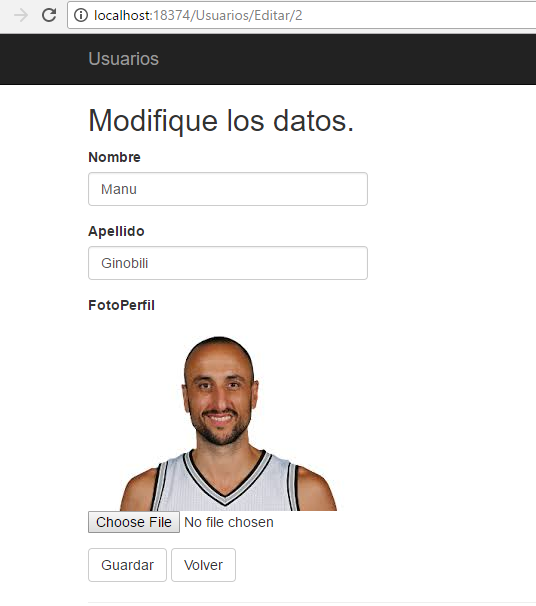 localhost:18374/Usuarios/Editar/2
Usuarios
Modifique los datos.
Nombre
Manu
Apellido
Ginobili
FotoPerfil
Choose File No file chosen
Guardar Volver